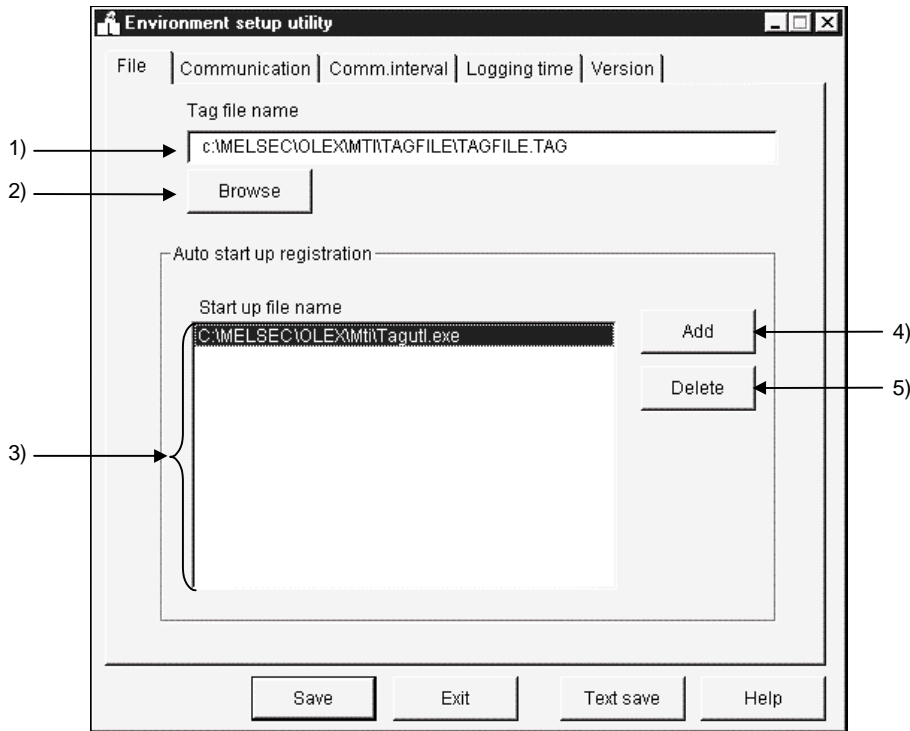 Environment setup utility
File Communication Comm.interval Logging time Version
Tag file name
1) c:\MELSEC\OLEX\MTI\TAGFILE\TAGFILE.TAG
2) Browse
Auto start up registration
Start up file name
C:\MELSEC\OLEX\Mti\Tagutl.exe
Add 4)
Delete 5)
3)
Save Exit Text save Help